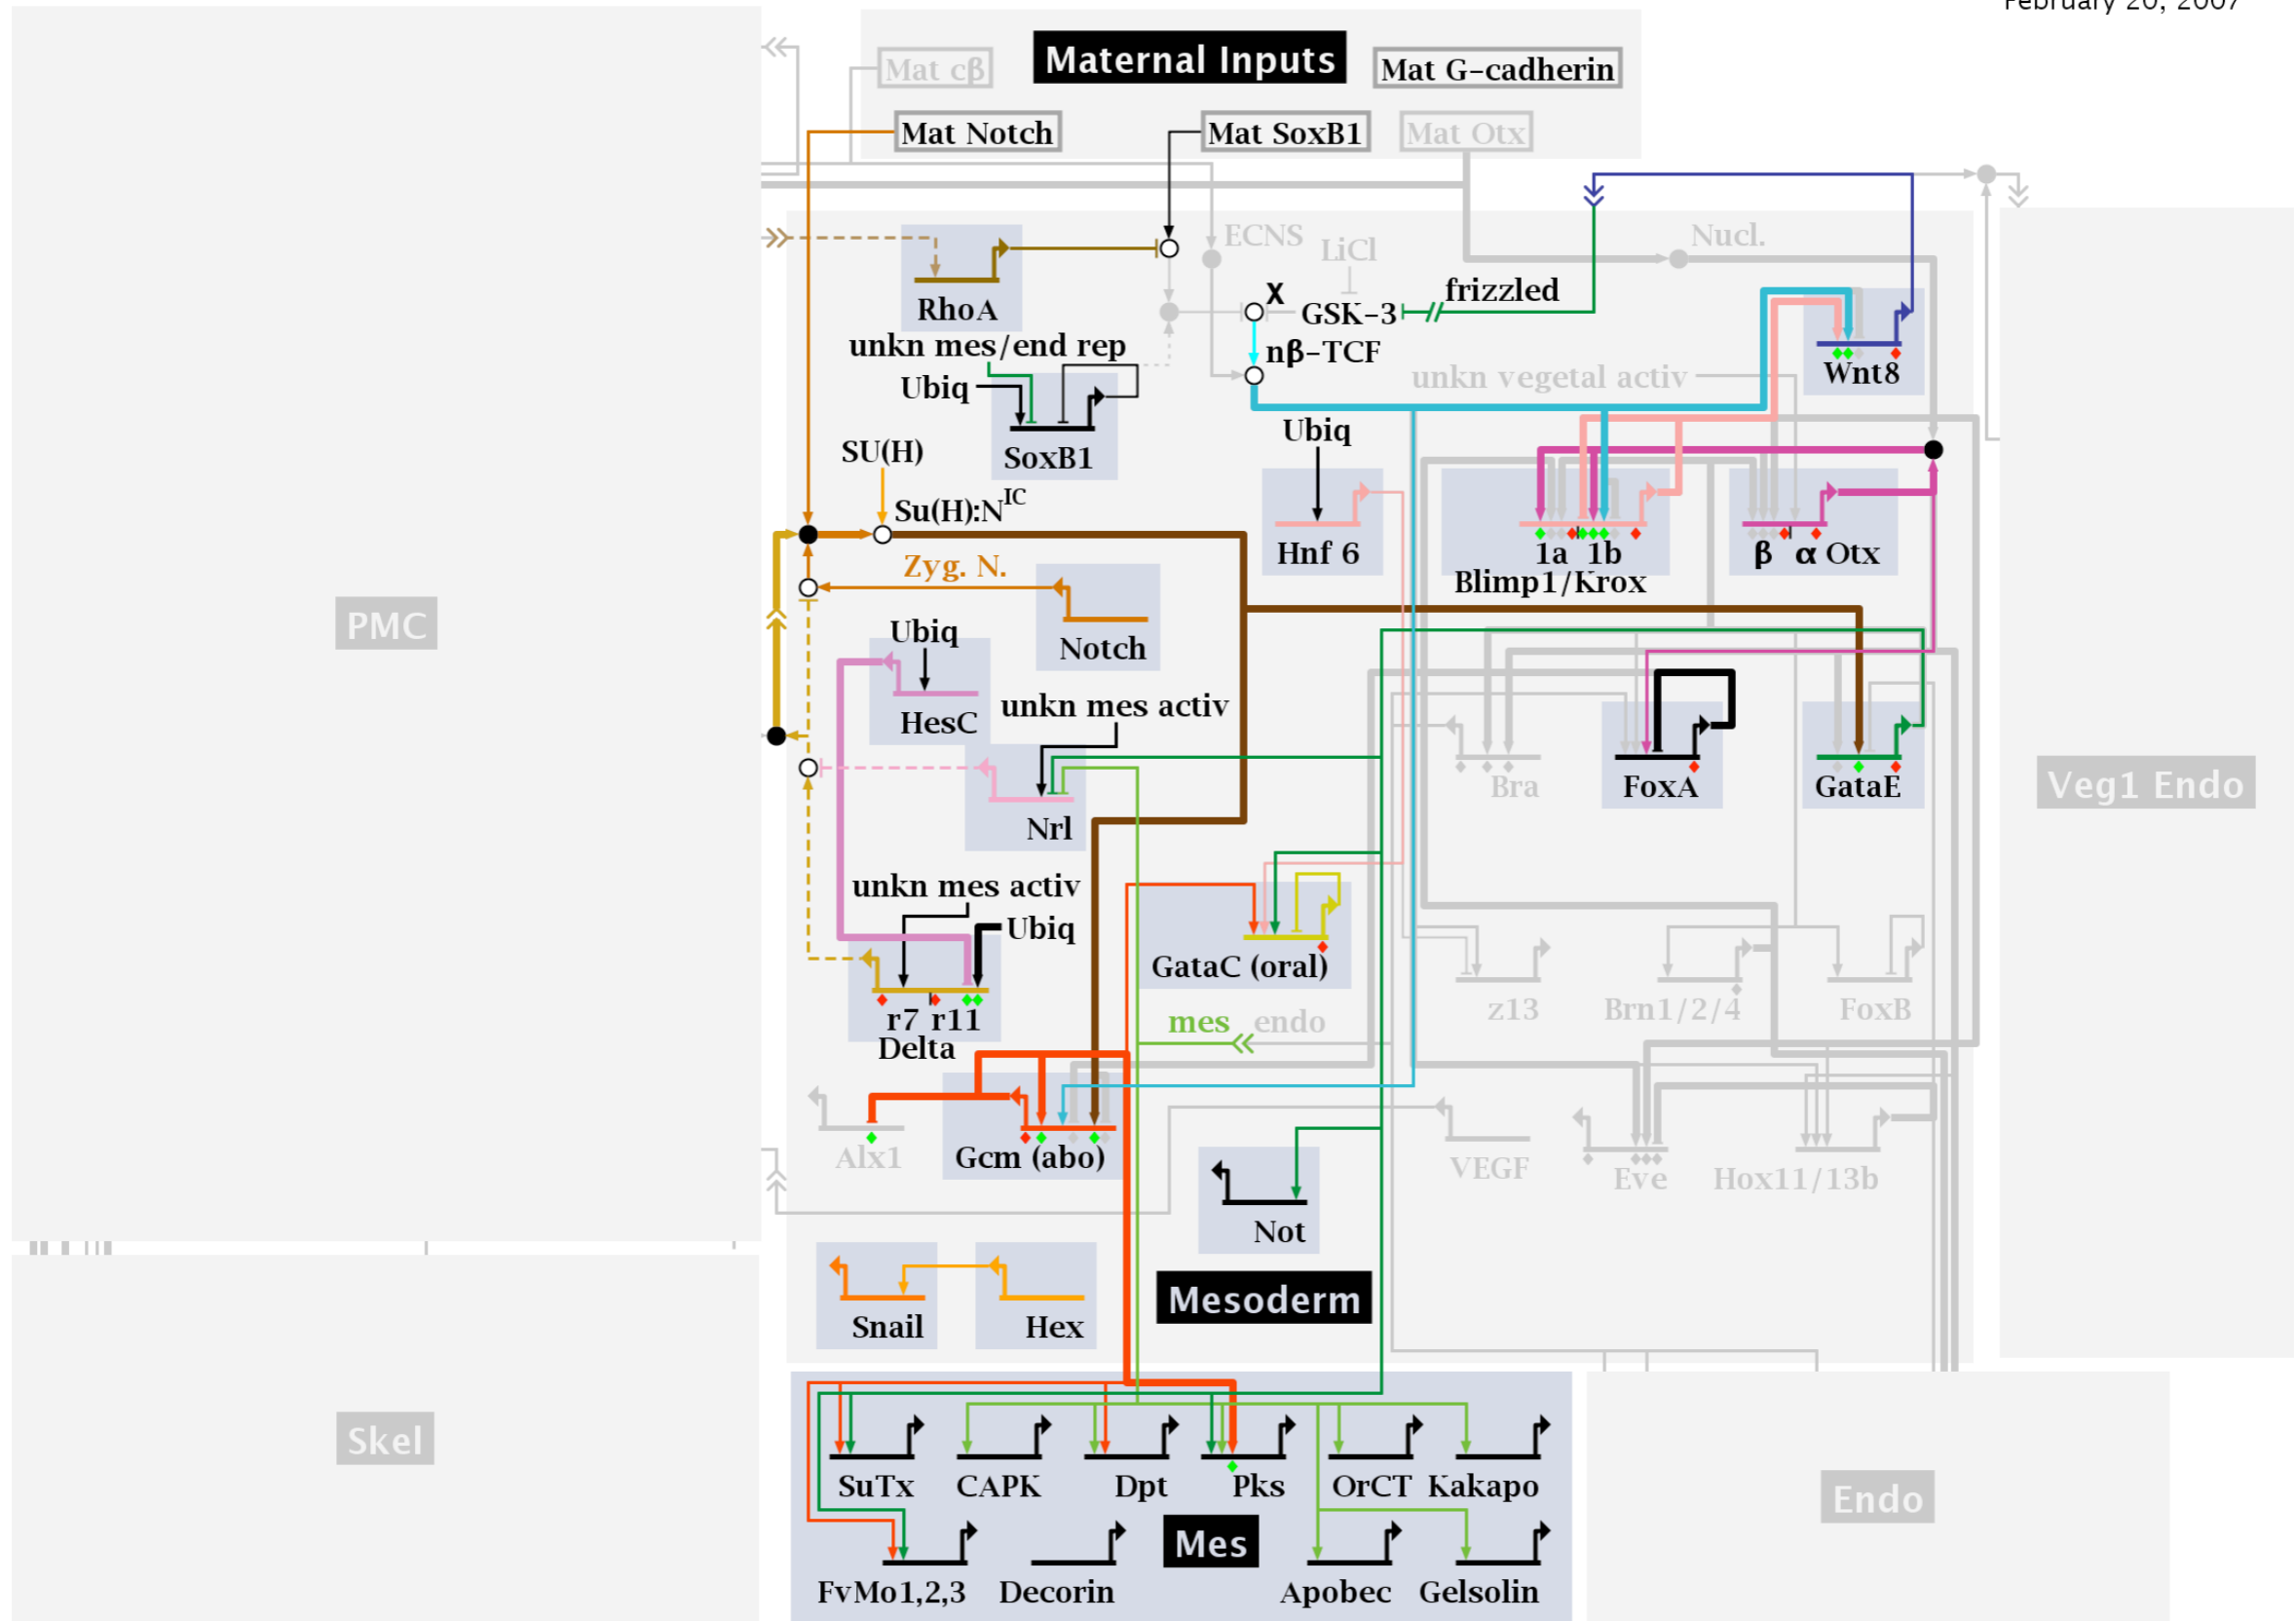 February 20, 2007
Maternal Inputs
Mat cβ
Mat G-cadherin
Mat Notch
Mat SoxB1
Mat Otx
ECNS
LiCl
Nucl.
RhoA
X
GSK-3
frizzled
nβ-TCF
unkn mes/end rep
Ubiq
SoxB1
unkn vegetal activ
Wnt8
SU(H)
Su(H):N^IC
Ubiq
Hnf 6
1a 1b
Blimp1/Krox
β α Otx
Zyg. N.
Notch
PMC
Ubiq
HesC
unkn mes activ
Nrl
Bra
FoxA
GataE
Veg1 Endo
unkn mes activ
Ubiq
r7 r11
Delta
GataC (oral)
z13
Brn1/2/4
FoxB
mes
endo
Alx1
Gcm (abo)
VEGF
Eve
Hox11/13b
Not
Snail
Hex
Mesoderm
Skel
SuTx
CAPK
Dpt
Pks
OrCT
Kakapo
Endo
Mes
FvMo1,2,3
Decorin
Apobec
Gelsolin